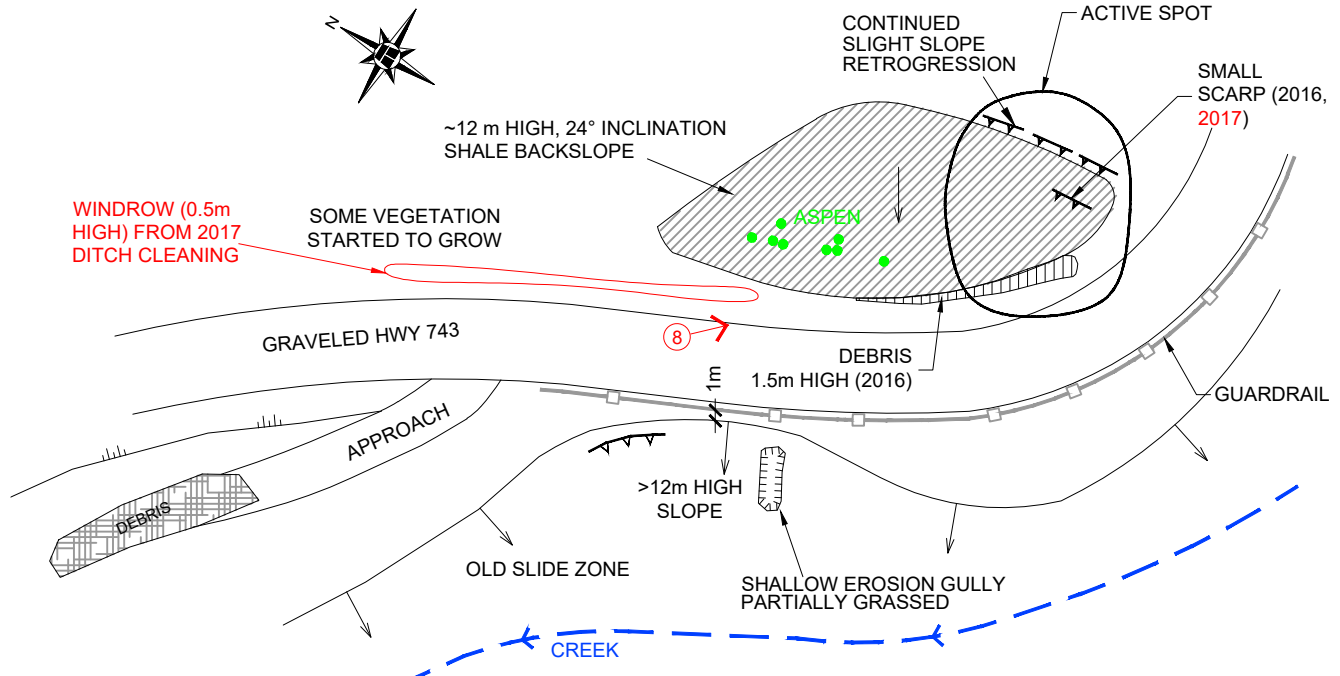 N
CONTINUED
SLIGHT SLOPE
RETROGRESSION
ACTIVE SPOT
SMALL
SCARP (2016,
2017)
~12 m HIGH, 24° INCLINATION
SHALE BACKSLOPE
WINDROW (0.5m
HIGH) FROM 2017
DITCH CLEANING
SOME VEGETATION
STARTED TO GROW
ASPEN
GRAVELED HWY 743
8
DEBRIS
1.5m HIGH (2016)
1m
GUARDRAIL
APPROACH
>12m HIGH
SLOPE
DEBRIS
OLD SLIDE ZONE
SHALLOW EROSION GULLY
PARTIALLY GRASSED
CREEK